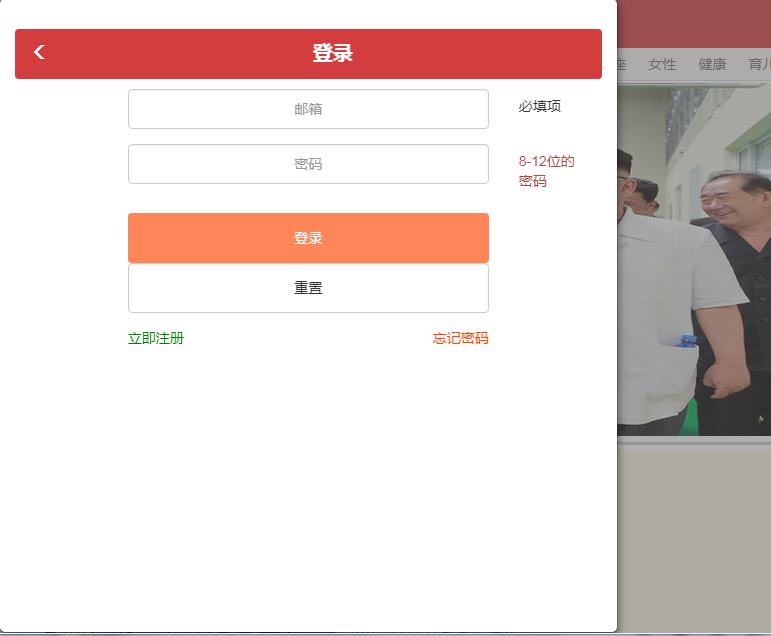 登录
座 女性 健康 育儿
邮箱
必填项
密码
8-12位的
密码
登录
重置
立即注册
忘记密码